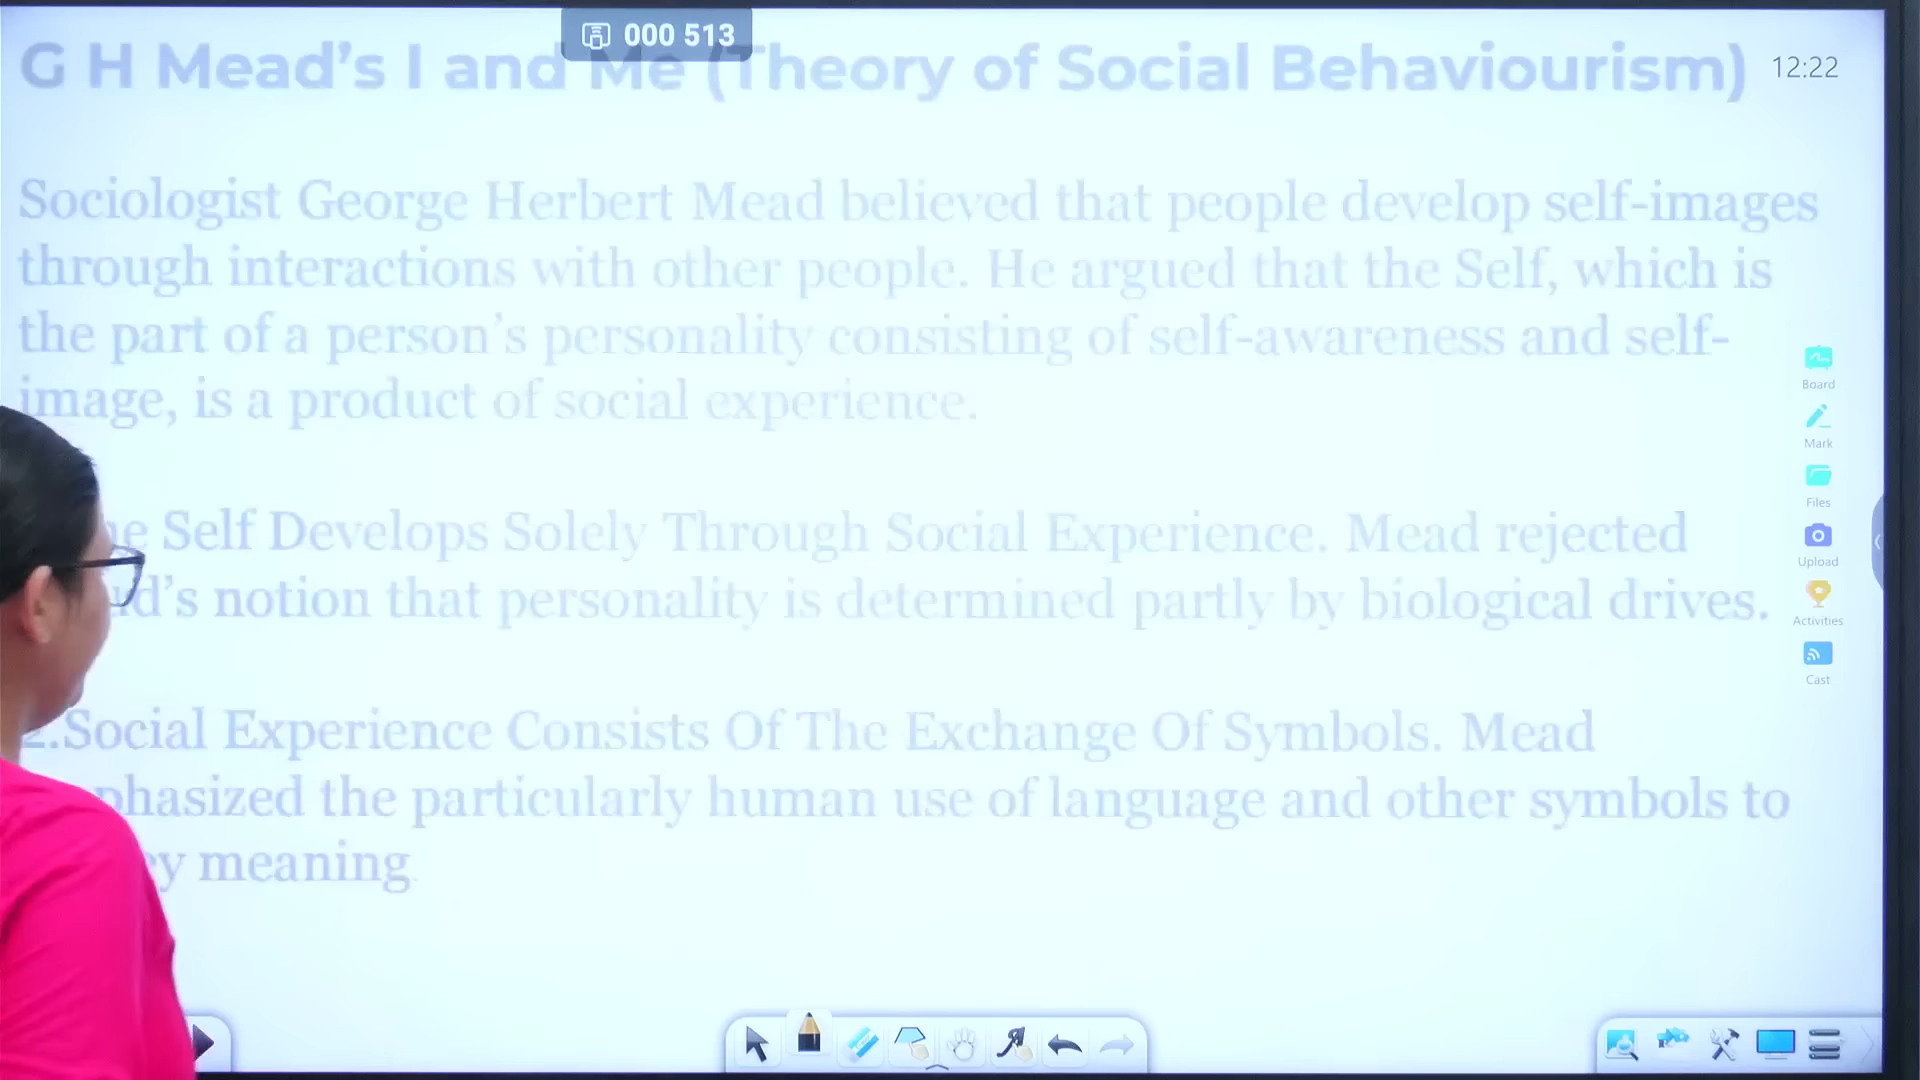 000 513
G H Mead's I and Me (Theory of Social Behaviourism)
12:22
Sociologist George Herbert Mead believed that people develop self-images
through interactions with other people. He argued that the Self, which is
the part of a person's personality consisting of self-awareness and self-
image, is a product of social experience.
Self Develops Solely Through Social Experience. Mead rejected
notion that personality is determined partly by biological drives.
2.Social Experience Consists Of The Exchange Of Symbols. Mead
the particularly human use of language and other symbols to
meaning
Board
Mark
Files
Upload
Activities
Cast